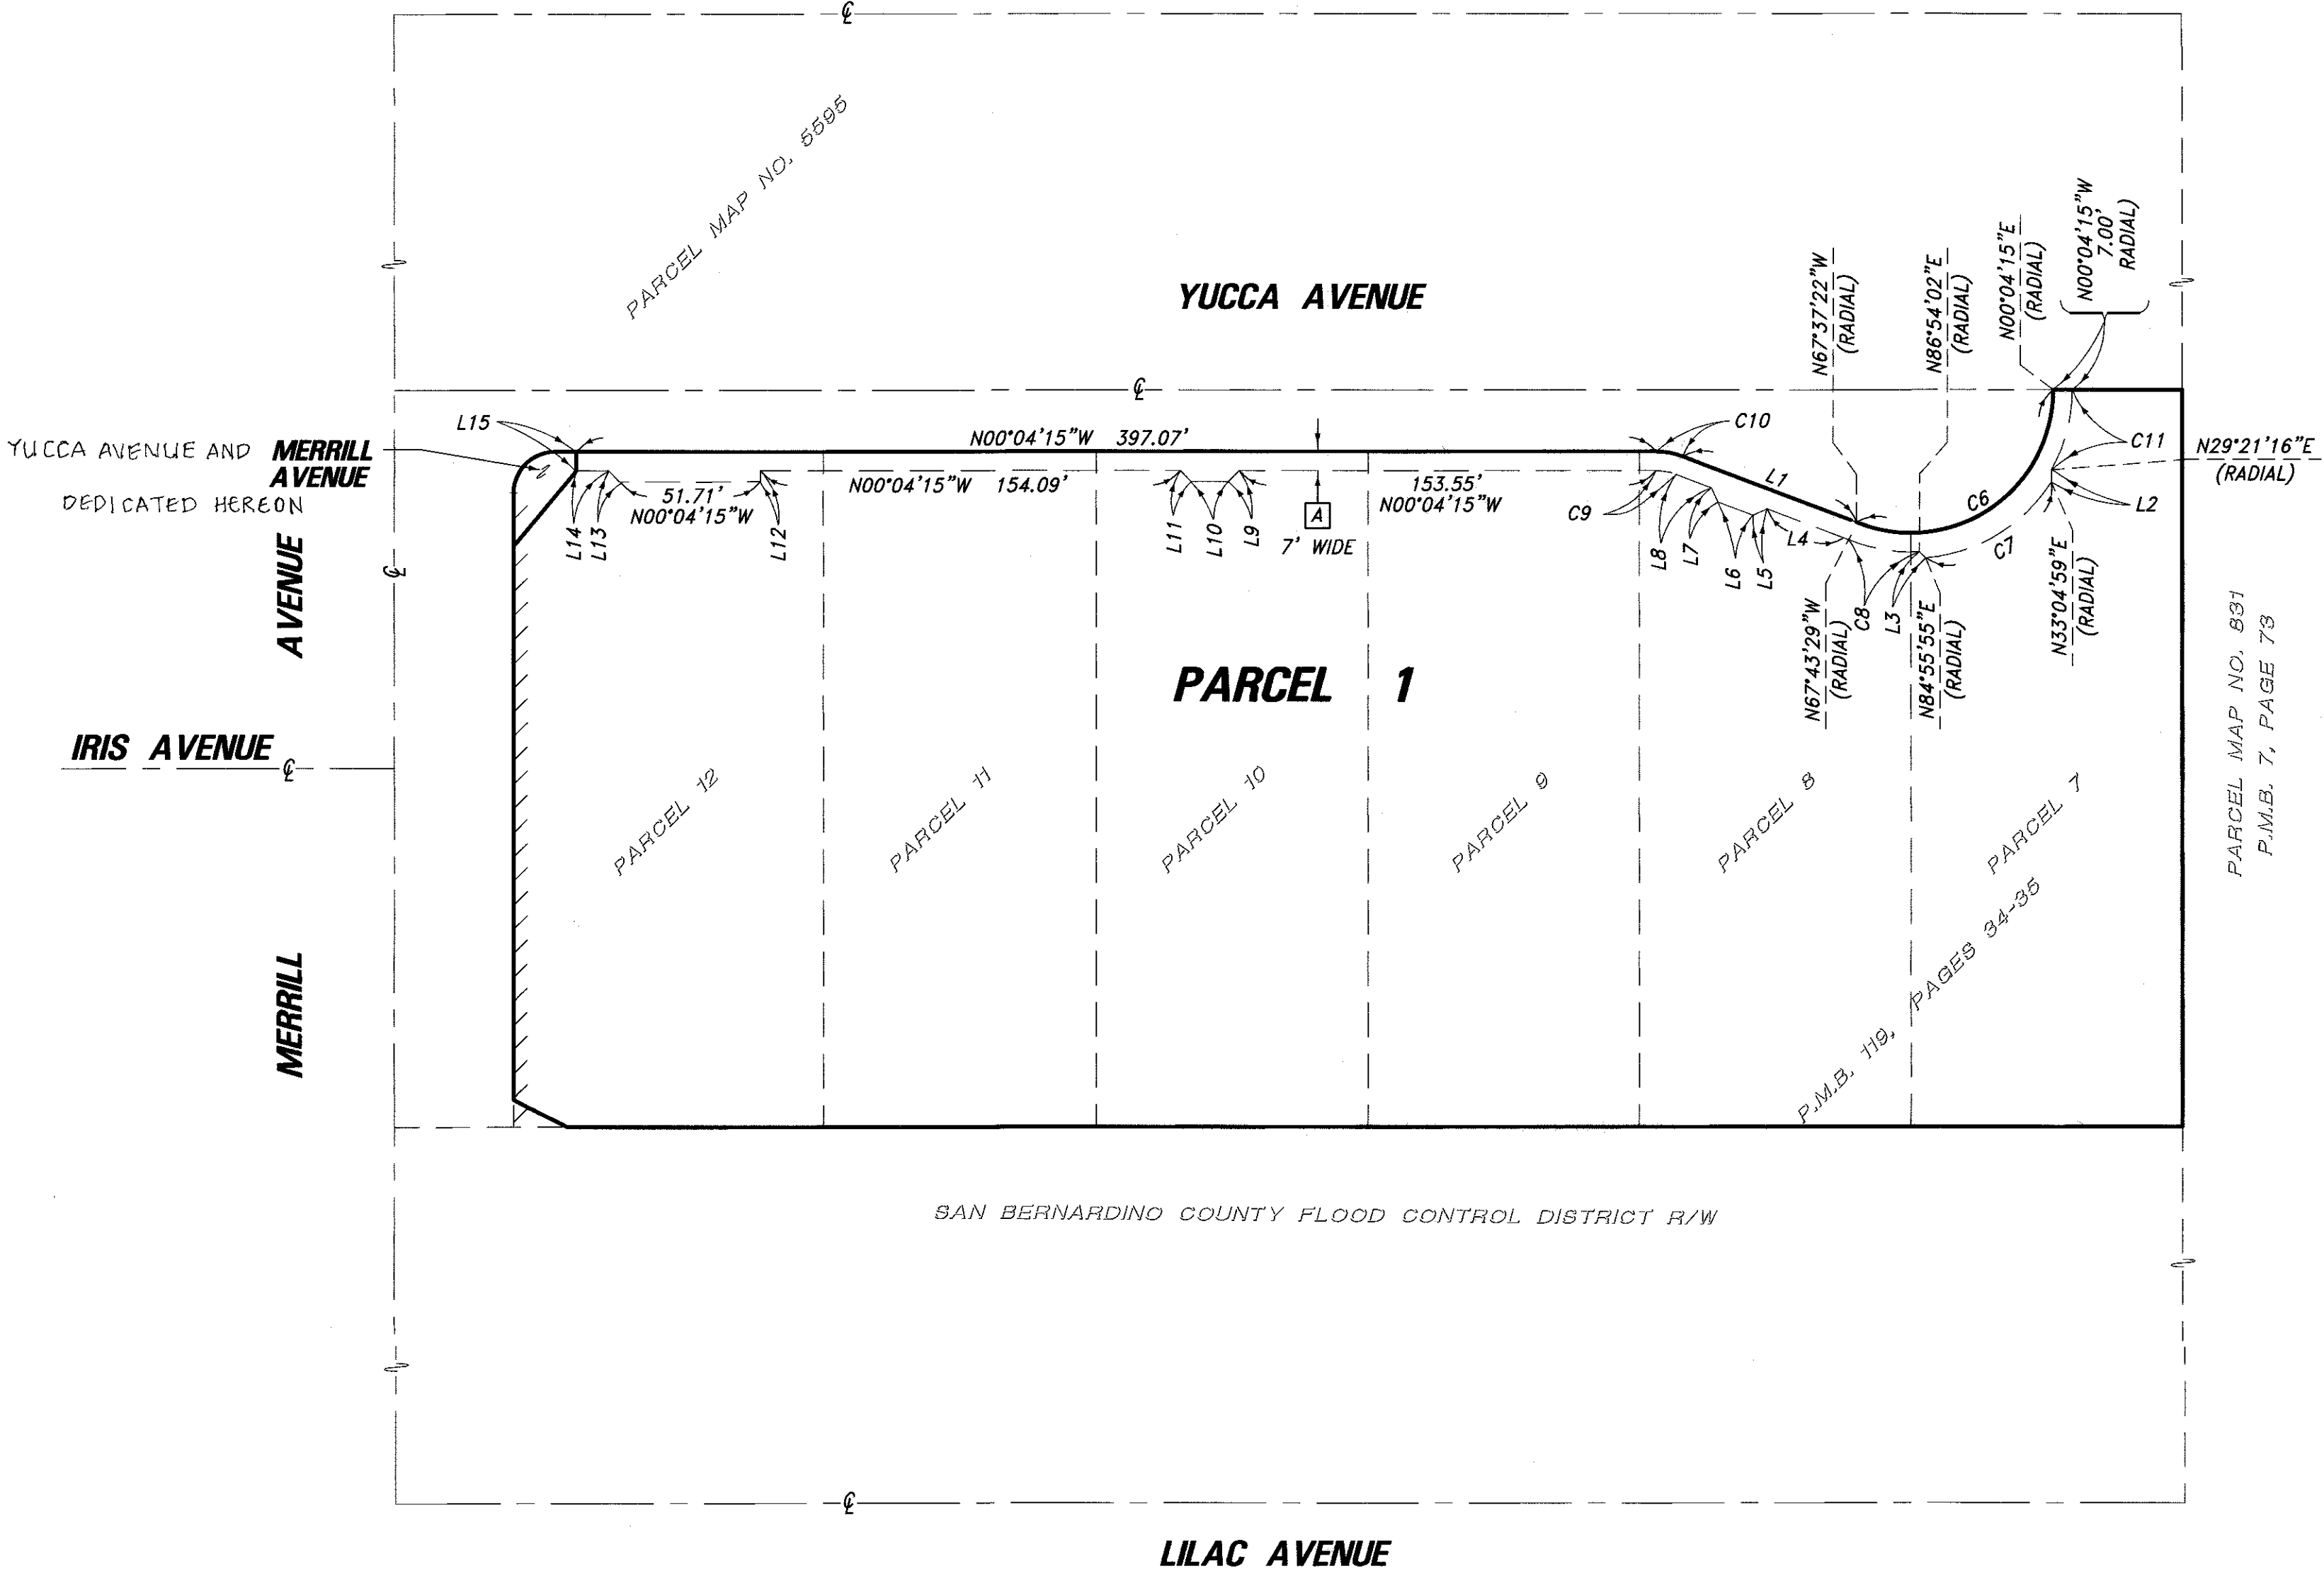 ℄
PARCEL MAP NO. 5595
YUCCA AVENUE
N67°37'22"W
(RADIAL)
N86°54'02"E
(RADIAL)
N00°04'15"E
(RADIAL)
N00°04'15"W
7.00'
RADIAL)
℄
L15
YUCCA AVENUE AND MERRILL
AVENUE
DEDICATED HEREON
N00°04'15"W 397.07'
C10
L1
C6
C11
N29°21'16"E
(RADIAL)
L2
L14
L13
51.71'
N00°04'15"W
L12
N00°04'15"W 154.09'
L11
L10
L9
A
7' WIDE
153.55'
N00°04'15"W
C9
L8
L7
L6
L5
L4
N67°43'29"W
(RADIAL)
C8
L3
N84°55'55"E
(RADIAL)
C7
N33°04'59"E
(RADIAL)
℄
AVENUE
PARCEL 1
IRIS AVENUE
℄
PARCEL 12
PARCEL 11
PARCEL 10
PARCEL 9
PARCEL 8
PARCEL 7
PARCEL MAP NO. 831
P.M.B. 7, PAGE 73
MERRILL
P.M.B. 119, PAGES 34-35
SAN BERNARDINO COUNTY FLOOD CONTROL DISTRICT R/W
℄
LILAC AVENUE